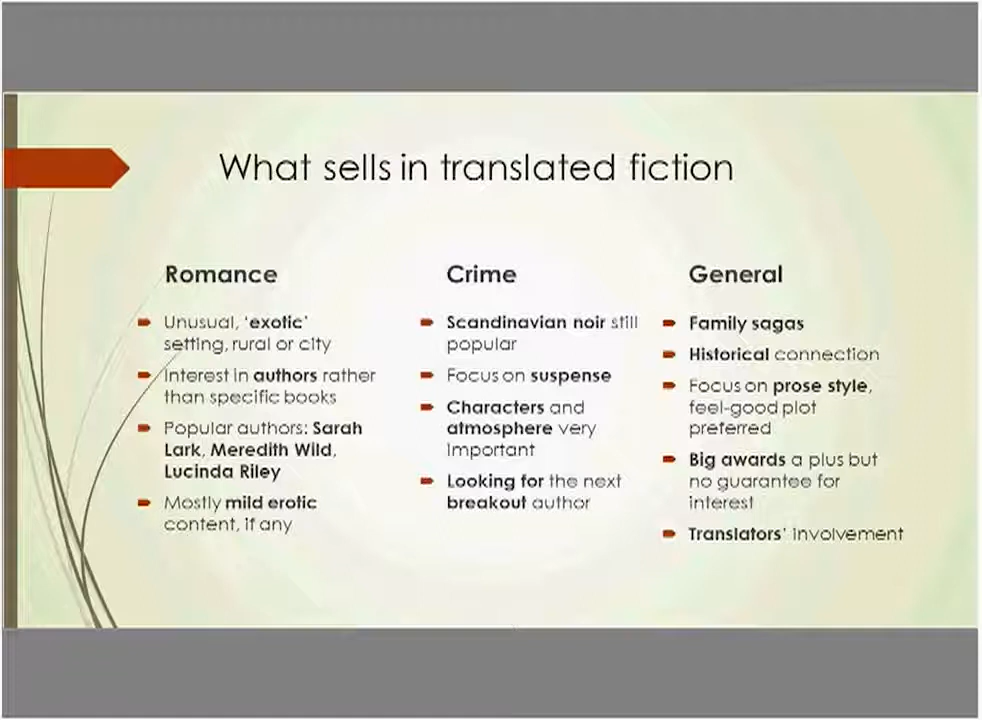 What sells in translated fiction
Romance
Unusual, ‘exotic’
setting, rural or city
Interest in authors rather
than specific books
Popular authors: Sarah
Lark, Meredith Wild,
Lucinda Riley
Mostly mild erotic
content, if any
Crime
Scandinavian noir still
popular
Focus on suspense
Characters and
atmosphere very
important
Looking for the next
breakout author
General
Family sagas
Historical connection
Focus on prose style,
feel-good plot
preferred
Big awards a plus but
no guarantee for
interest
Translators’ involvement